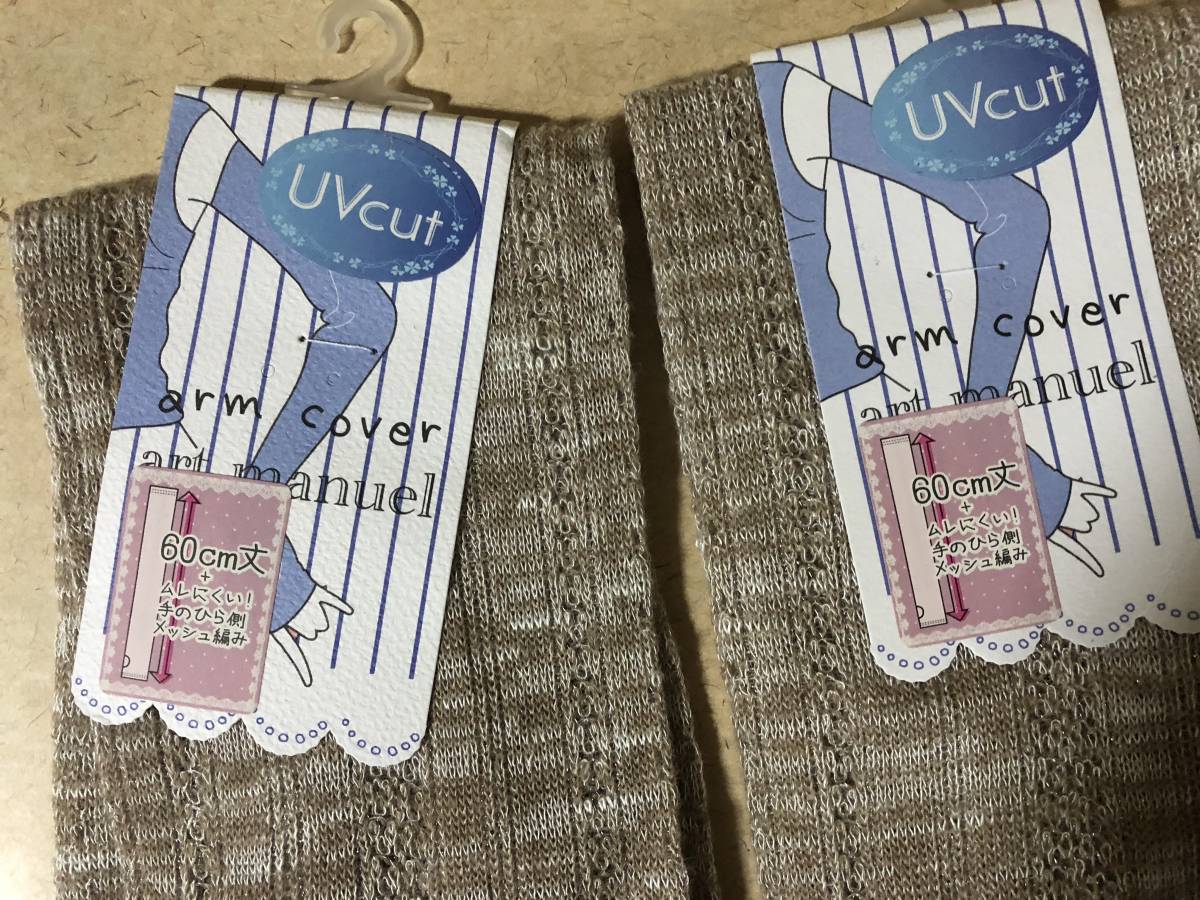 UVcut
arm cover
art manuel
60cm丈
+
ムレにくい!
手のひら側
メッシュ編み
UVcut
arm cover
art manuel
60cm丈
+
ムレにくい!
手のひら側
メッシュ編み